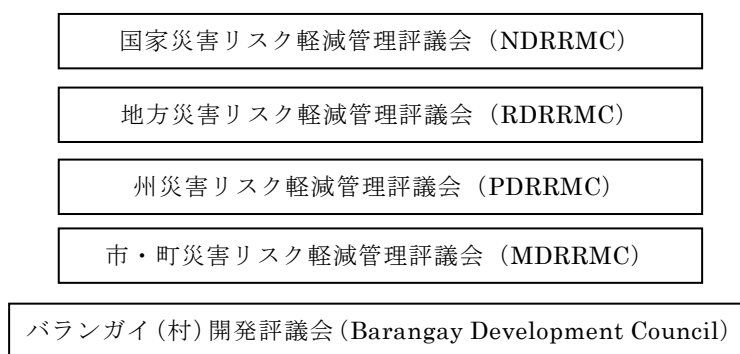 国家災害リスク軽減管理評議会（NDRRMC）
地方災害リスク軽減管理評議会（RDRRMC）
州災害リスク軽減管理評議会（PDRRMC）
市・町災害リスク軽減管理評議会（MDRRMC）
バランガイ（村）開発評議会（Barangay Development Council）